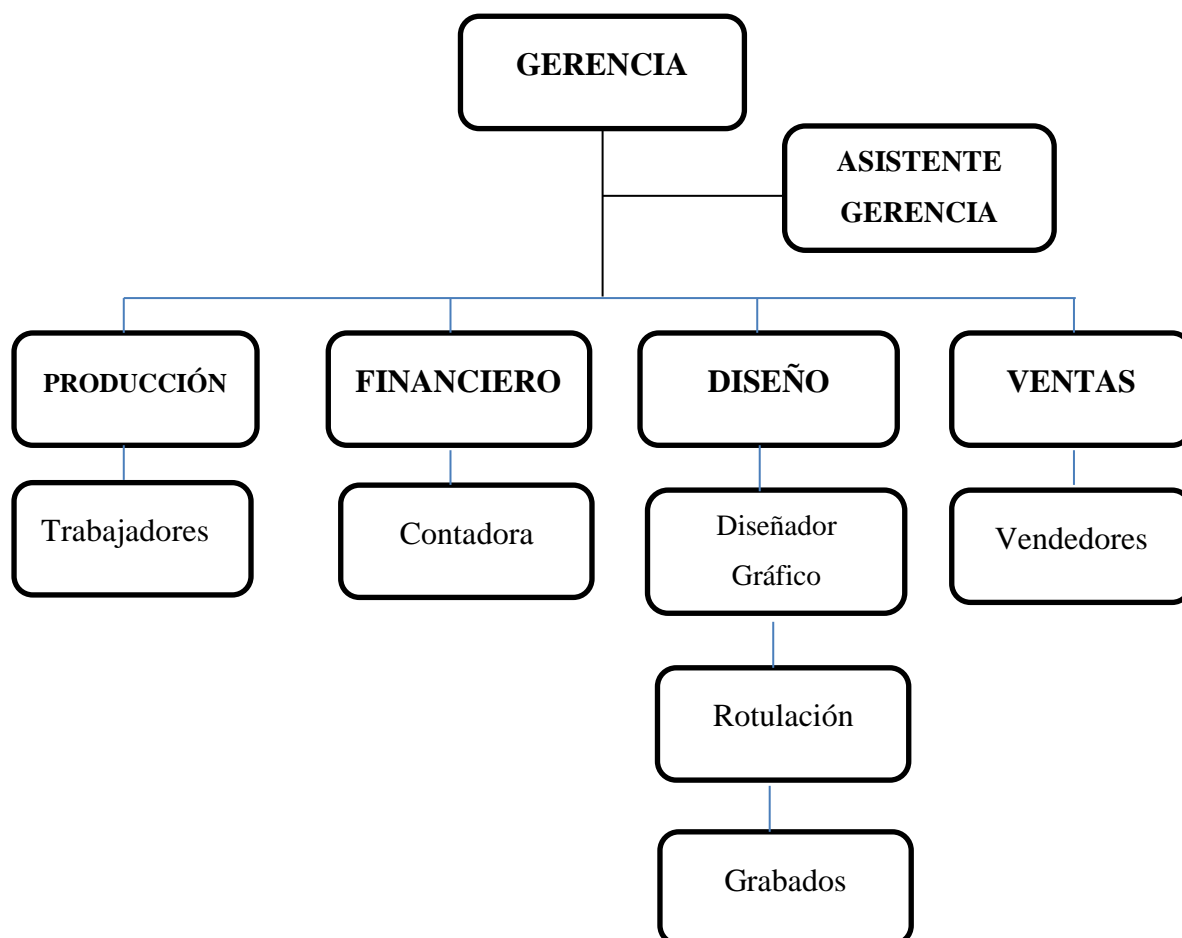 GERENCIA
ASISTENTE
GERENCIA
PRODUCCIÓN
FINANCIERO
DISEÑO
VENTAS
Trabajadores
Contadora
Diseñador
Gráfico
Vendedores
Rotulación
Grabados